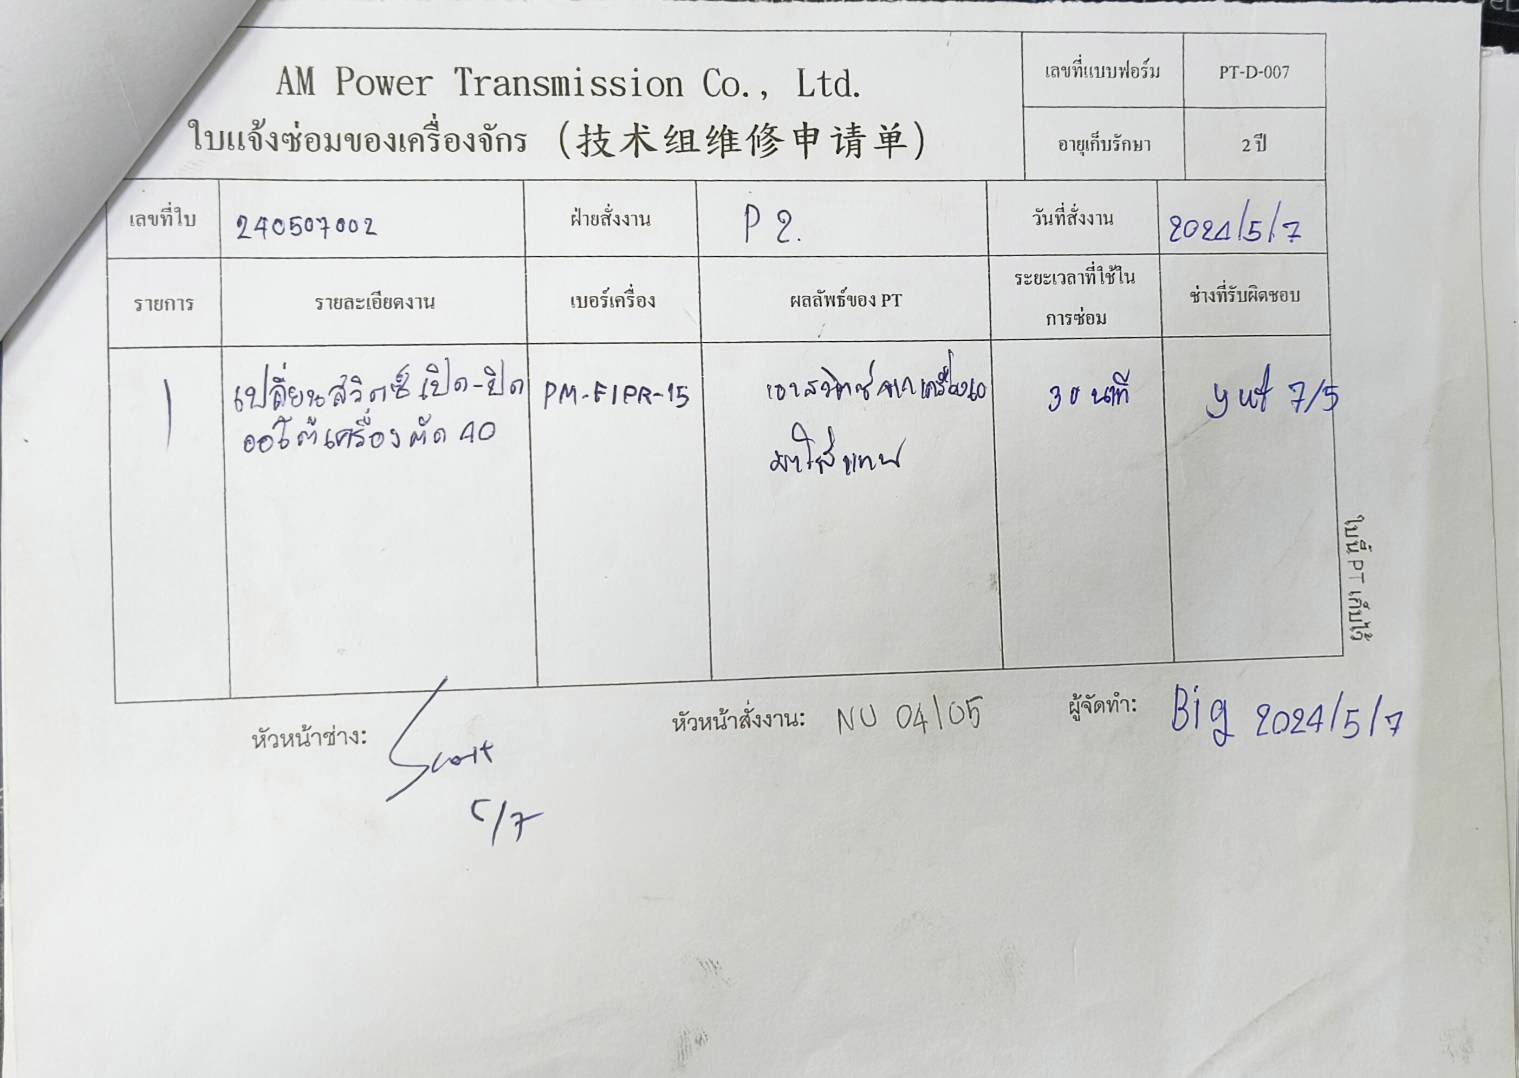 AM Power Transmission Co., Ltd.
ใบแจ้งซ่อมของเครื่องจักร (技术组维修申请单)
เลขที่แบบฟอร์ม PT-D-007
อายุเก็บรักษา 2 ปี
เลขที่ใบ 240507002 ฝ่ายสั่งงาน P 2. วันที่สั่งงาน 2024/5/7
รายการ รายละเอียดงาน เบอร์เครื่อง ผลลัพธ์ของ PT ระยะเวลาที่ใช้ใน
การซ่อม ช่างที่รับผิดชอบ
1 เปลี่ยนสวิตซ์ เปิด-ปิด PM-F1PR-15 เอาสวิตซ์จากเครื่อง 30 นาที 7/5
ออโต้เครื่องตัด 40 มาใส่แทน
ใบนี้ PT เก็บไว้
หัวหน้าช่าง: Scott
5/7
หัวหน้าสั่งงาน: NU 04/05
ผู้จัดทำ: Big 2024/5/7